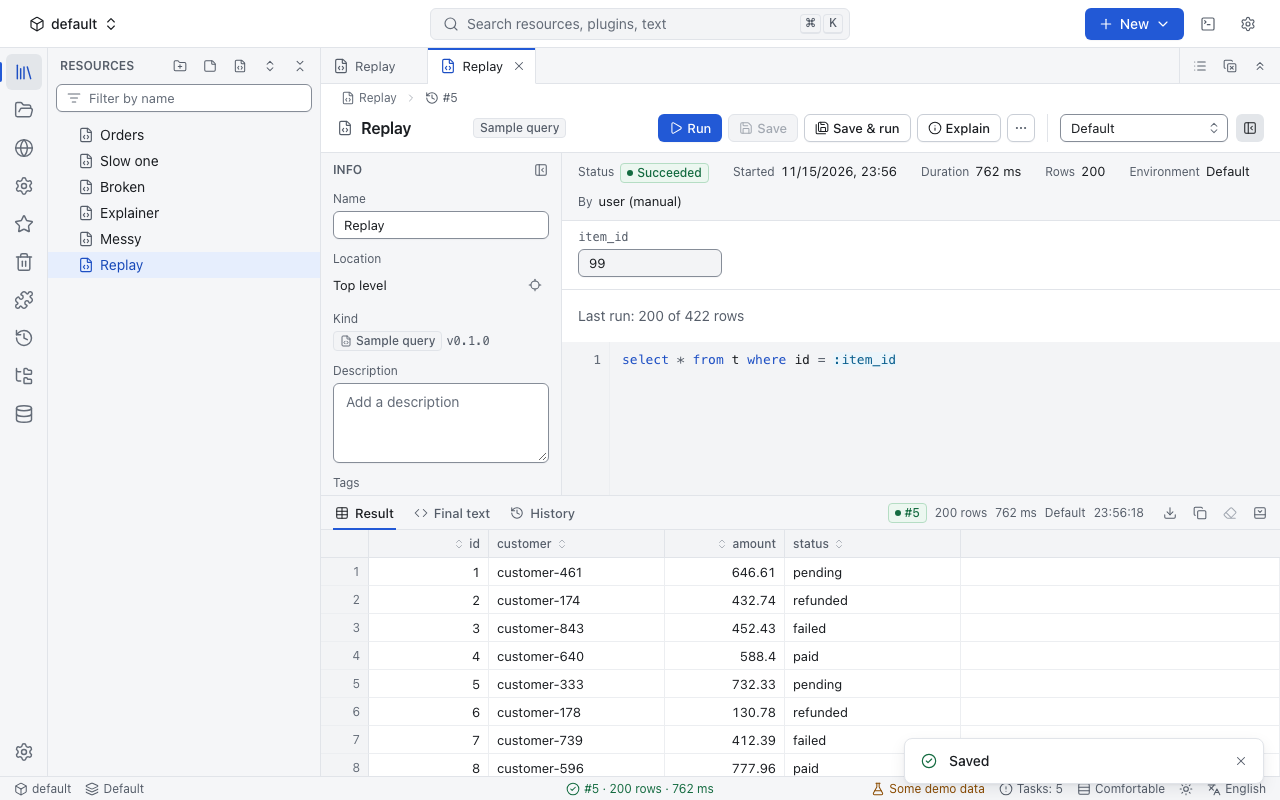 default
Search resources, plugins, text
⌘ K
New
RESOURCES
Filter by name
Orders
Slow one
Broken
Explainer
Messy
Replay
Replay
Replay
Replay
#5
Replay
Sample query
Run
Save
Save & run
Explain
Default
INFO
Name
Replay
Location
Top level
Kind
Sample query v0.1.0
Description
Add a description
Tags
Status Succeeded Started 11/15/2026, 23:56 Duration 762 ms Rows 200 Environment Default
By user (manual)
item_id
99
Last run: 200 of 422 rows
1 select * from t where id = :item_id
Result
Final text
History
#5 200 rows 762 ms Default 23:56:18
id customer amount status
1 1 customer-461 646.61 pending
2 2 customer-174 432.74 refunded
3 3 customer-843 452.43 failed
4 4 customer-640 588.4 paid
5 5 customer-333 732.33 pending
6 6 customer-178 130.78 refunded
7 7 customer-739 412.39 failed
8 8 customer-596 777.96 paid
Saved
default Default #5 · 200 rows · 762 ms Some demo data Tasks: 5 Comfortable English